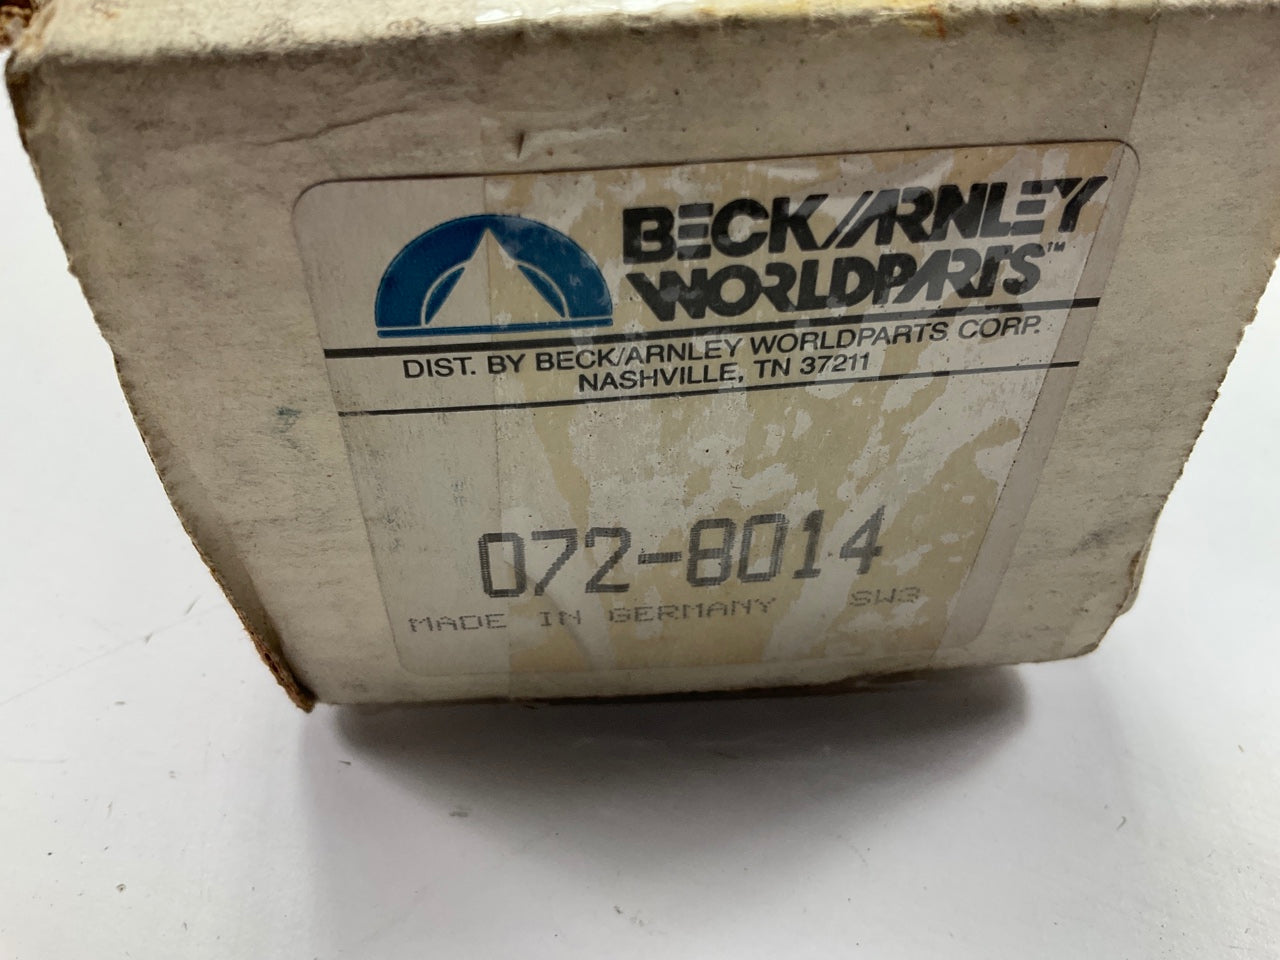 BECK/ARNLEY
WORLDPARTS™
DIST. BY BECK/ARNLEY WORLDPARTS CORP.
NASHVILLE, TN 37211
072-8014
MADE IN GERMANY SW3